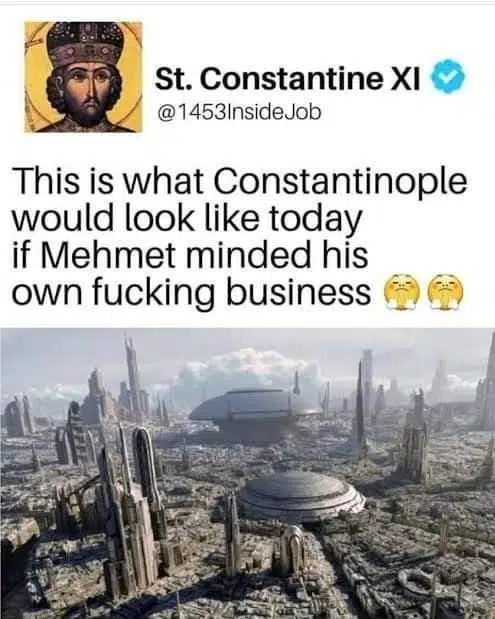 St. Constantine XI
@1453InsideJob
This is what Constantinople
would look like today
if Mehmet minded his
own fucking business 😤😤